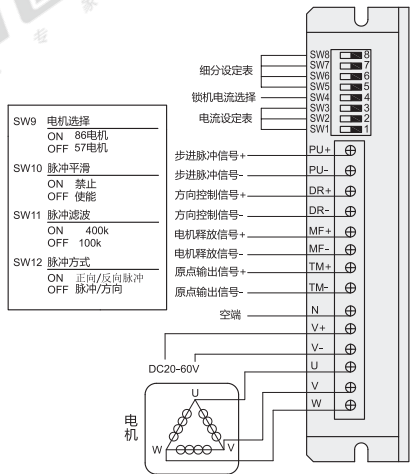 专 家
细分设定表
锁机电流选择
电流设定表
SW8 8
SW7 7
SW6 6
SW5 5
SW4 4
SW3 3
SW2 2
SW1 1
SW9 电机选择
ON 86电机
OFF 57电机
SW10 脉冲平滑
ON 禁止
OFF 使能
SW11 脉冲滤波
ON 400k
OFF 100k
SW12 脉冲方式
ON 正向/反向脉冲
OFF 脉冲/方向
步进脉冲信号+ PU+
步进脉冲信号- PU-
方向控制信号+ DR+
方向控制信号- DR-
电机释放信号+ MF+
电机释放信号- MF-
原点输出信号+ TM+
原点输出信号- TM-
空端 N
V+
V-
DC20-60V
U
V
W
电机
U
W
V